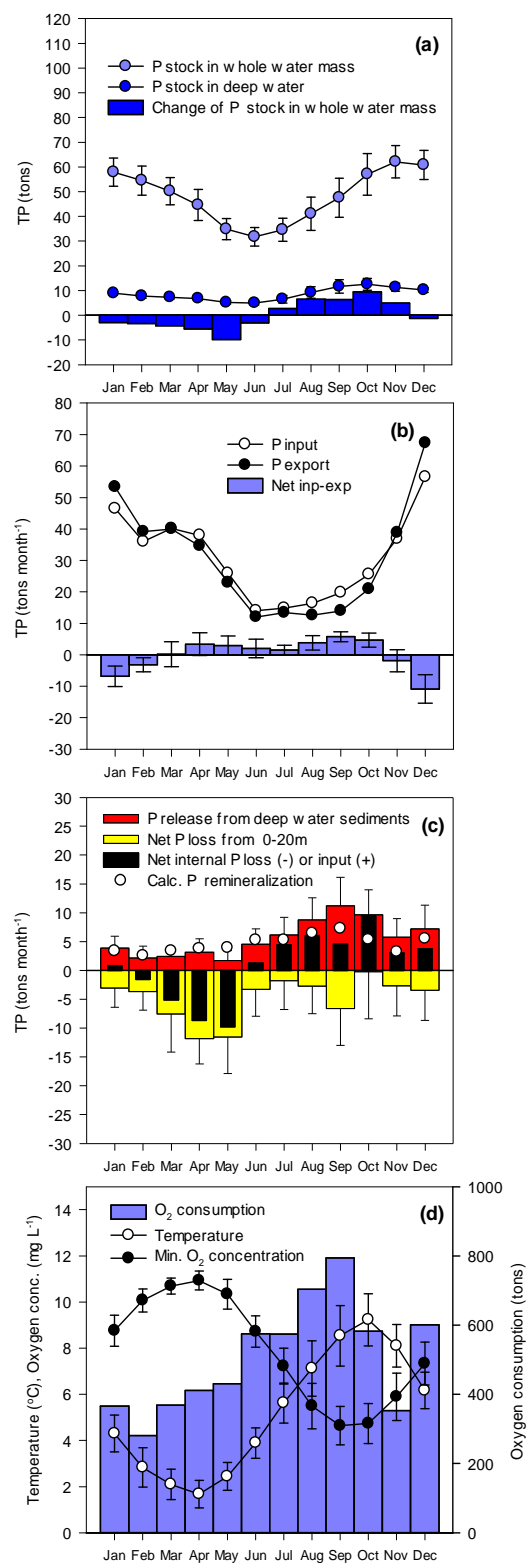 (a)
P stock in whole water mass
P stock in deep water
Change of P stock in whole water mass
TP (tons)
120
110
100
90
80
70
60
50
40
30
20
10
0
-10
-20
Jan Feb Mar Apr May Jun Jul Aug Sep Oct Nov Dec
(b)
P input
P export
Net inp-exp
TP (tons month⁻¹)
80
70
60
50
40
30
20
10
0
-10
-20
-30
Jan Feb Mar Apr May Jun Jul Aug Sep Oct Nov Dec
(c)
P release from deep water sediments
Net P loss from 0-20m
Net internal P loss (-) or input (+)
Calc. P remineralization
TP (tons month⁻¹)
30
25
20
15
10
5
0
-5
-10
-15
-20
-25
-30
Jan Feb Mar Apr May Jun Jul Aug Sep Oct Nov Dec
(d)
O₂ consumption
Temperature
Min. O₂ concentration
Temperature (°C), Oxygen conc. (mg L⁻¹)
14
12
10
8
6
4
2
0
Oxygen consumption (tons)
1000
800
600
400
200
0
Jan Feb Mar Apr May Jun Jul Aug Sep Oct Nov Dec